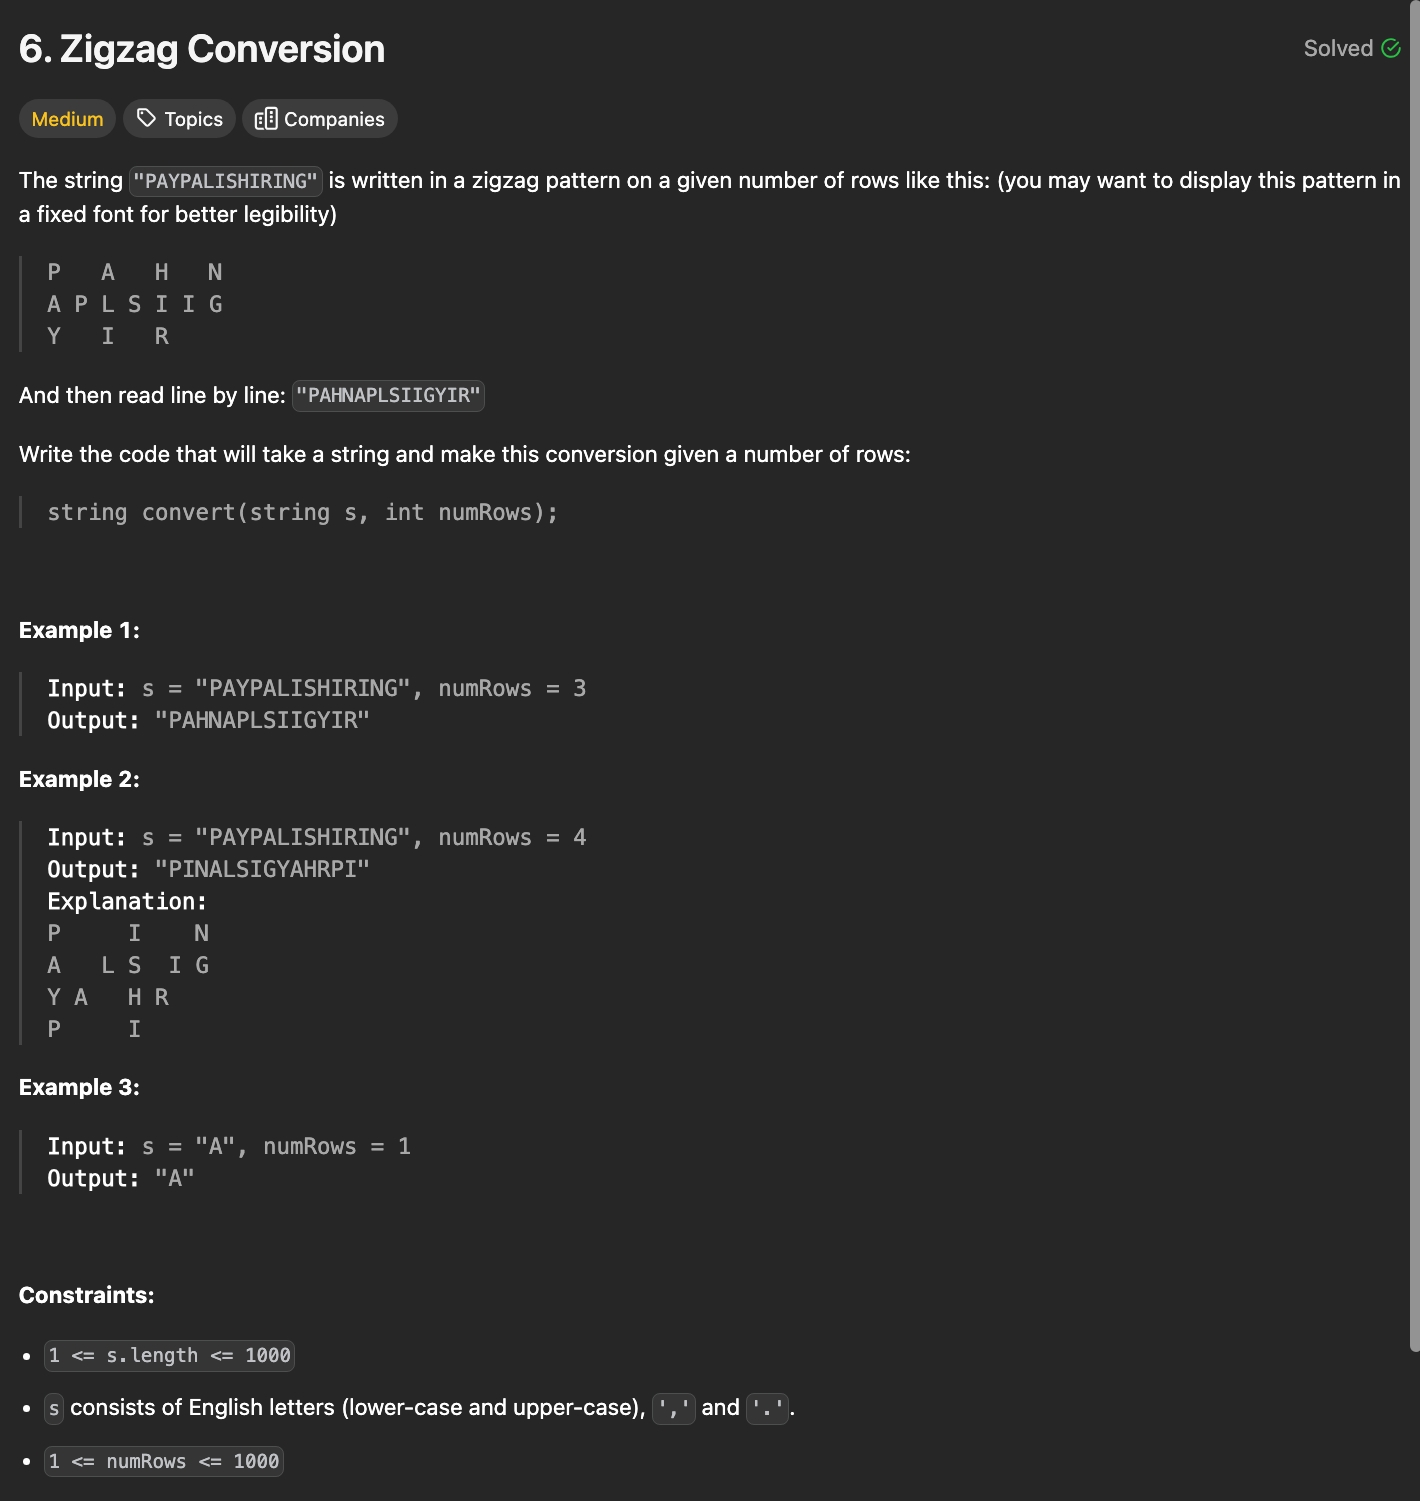 6. Zigzag Conversion
Solved
Medium
Topics
Companies
The string "PAYPALISHIRING" is written in a zigzag pattern on a given number of rows like this: (you may want to display this pattern in
a fixed font for better legibility)
P   A   H   N
A P L S I I G
Y   I   R
And then read line by line: "PAHNAPLSIIGYIR"
Write the code that will take a string and make this conversion given a number of rows:
string convert(string s, int numRows);
Example 1:
Input: s = "PAYPALISHIRING", numRows = 3
Output: "PAHNAPLSIIGYIR"
Example 2:
Input: s = "PAYPALISHIRING", numRows = 4
Output: "PINALSIGYAHRPI"
Explanation:
P     I    N
A   L S  I G
Y A   H R
P     I
Example 3:
Input: s = "A", numRows = 1
Output: "A"
Constraints:
• 1 <= s.length <= 1000
• s consists of English letters (lower-case and upper-case), ',' and '.'.
• 1 <= numRows <= 1000